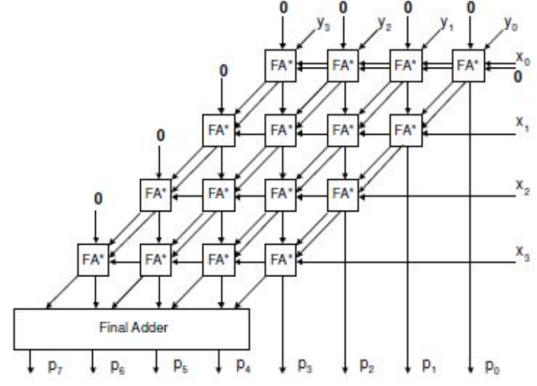 0 0 0 0
y3 y2 y1 y0
FA* FA* FA* FA* x0
0 0
FA* FA* FA* FA* x1
0
FA* FA* FA* FA* x2
0
FA* FA* FA* FA* x3
Final Adder
p7 p6 p5 p4 p3 p2 p1 p0